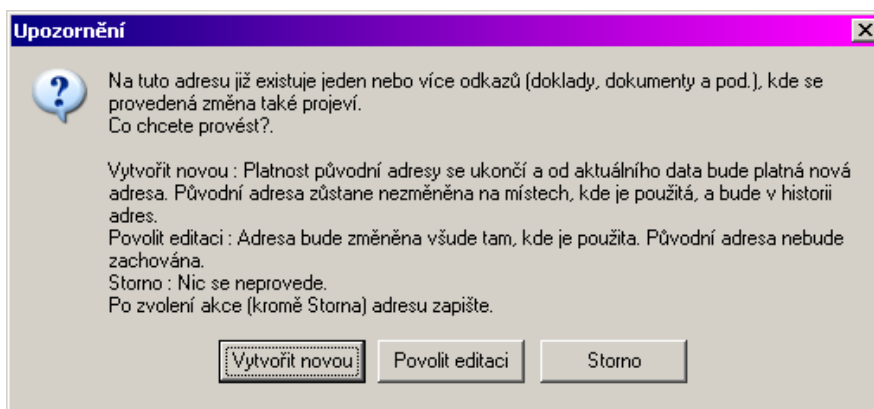 Upozornění
Na tuto adresu již existuje jeden nebo více odkazů (doklady, dokumenty a pod.), kde se
provedená změna také projeví.
Co chcete provést?.
Vytvořit novou : Platnost původní adresy se ukončí a od aktuálního data bude platná nová
adresa. Původní adresa zůstane nezměněna na místech, kde je použitá, a bude v historii
adres.
Povolit editaci : Adresa bude změněna všude tam, kde je použita. Původní adresa nebude
zachována.
Storno : Nic se neprovede.
Po zvolení akce (kromě Storna) adresu zapište.
Vytvořit novou Povolit editaci Storno